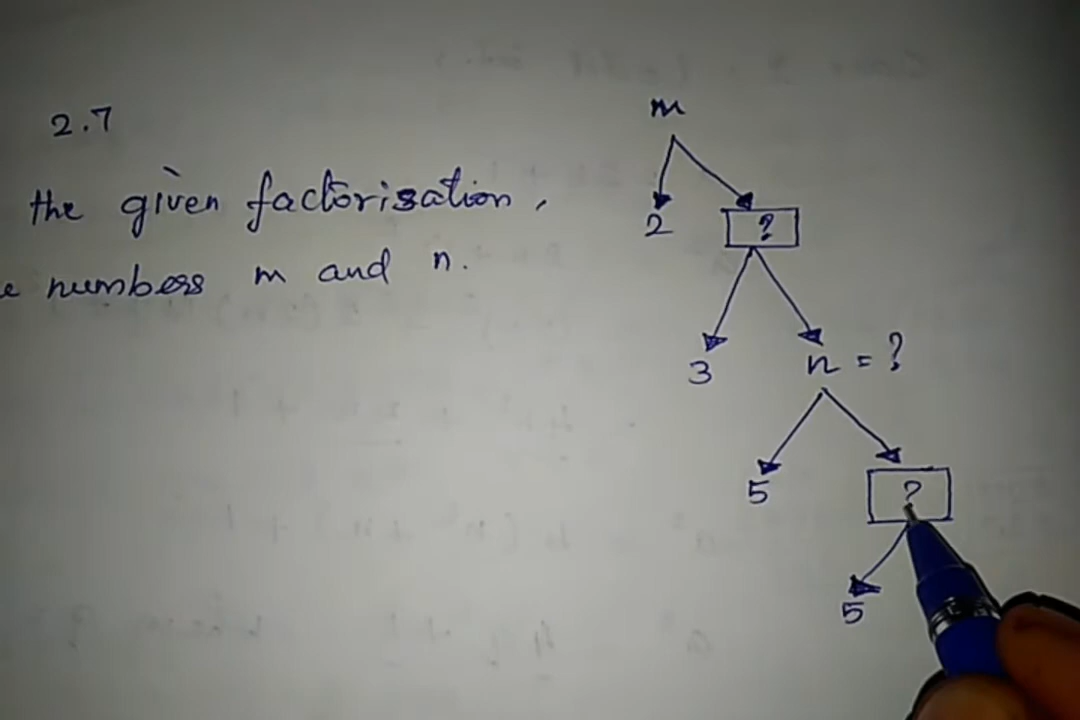 2.7
the given factorisation,
numbers m and n.
m
2 ?
3 n = ?
5 ?
5